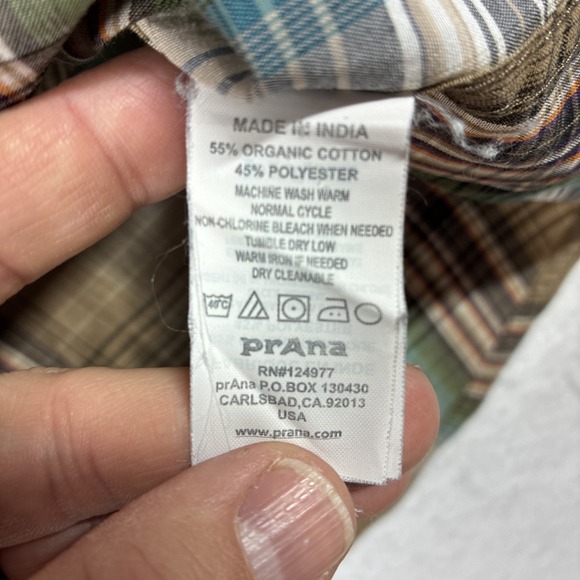 MADE IN INDIA
55% ORGANIC COTTON
45% POLYESTER
MACHINE WASH WARM
NORMAL CYCLE
NON-CHLORINE BLEACH WHEN NEEDED
TUMBLE DRY LOW
WARM IRON IF NEEDED
DRY CLEANABLE
40°C
prAna
RN#124977
prAna P.O.BOX 130430
CARLSBAD,CA.92013
USA
www.prana.com